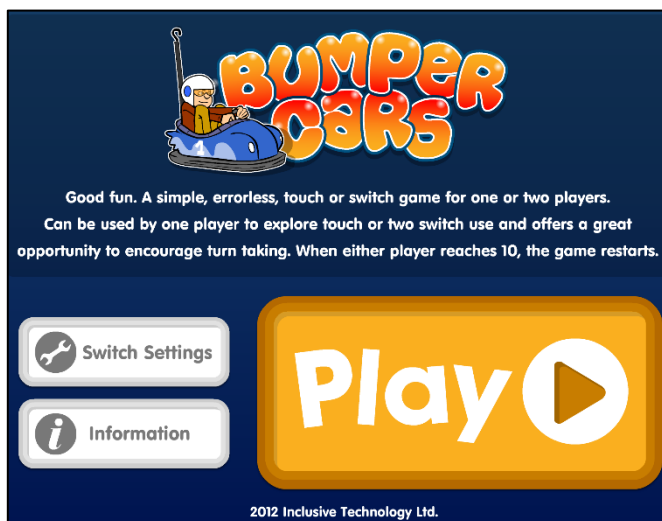 BUMPER
CARS
Good fun. A simple, errorless, touch or switch game for one or two players.
Can be used by one player to explore touch or two switch use and offers a great
opportunity to encourage turn taking. When either player reaches 10, the game restarts.
Switch Settings
Play
Information
2012 Inclusive Technology Ltd.